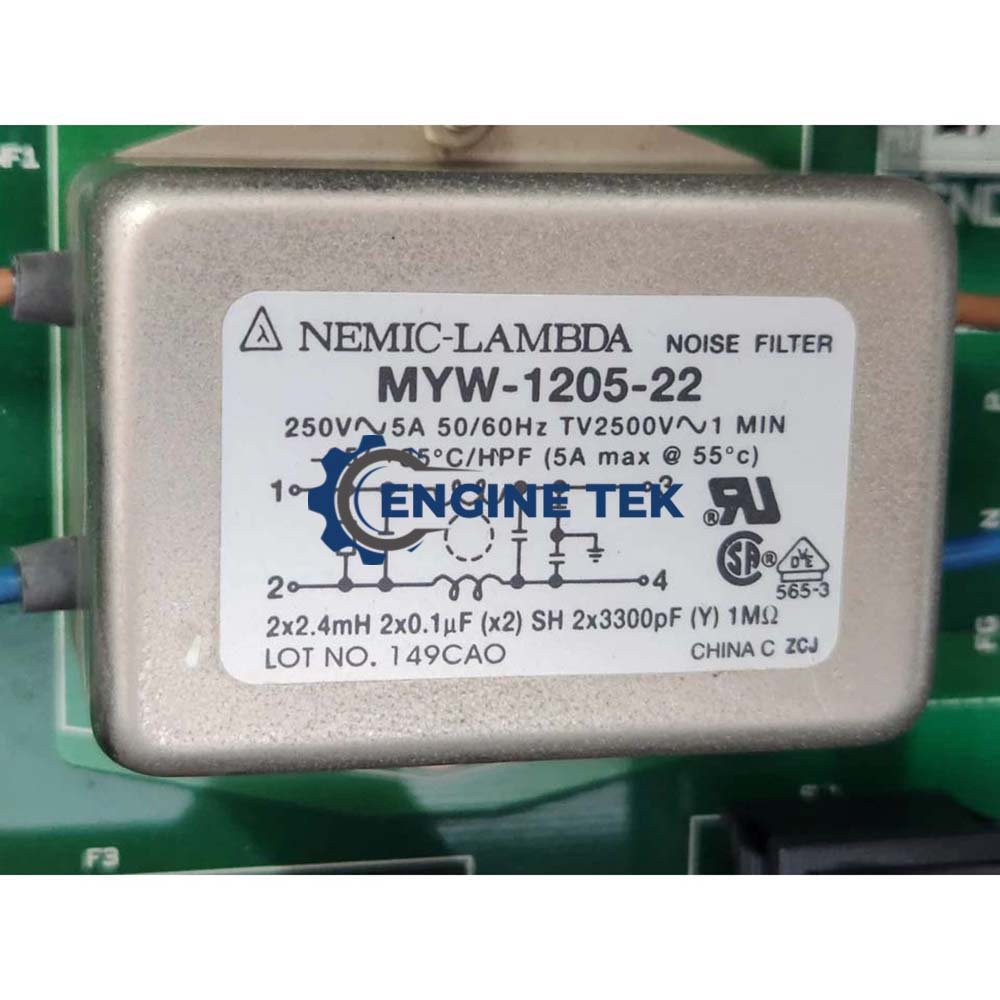 NF1
NEMIC-LAMBDA NOISE FILTER
MYW-1205-22
250V∿5A 50/60Hz TV2500V∿1 MIN
5°C/HPF (5A max @ 55°c)
1 3
ENGINE TEK
2 4
565-3
2x2.4mH 2x0.1µF (x2) SH 2x3300pF (Y) 1MΩ
LOT NO. 149CAO CHINA C ZCJ
F3